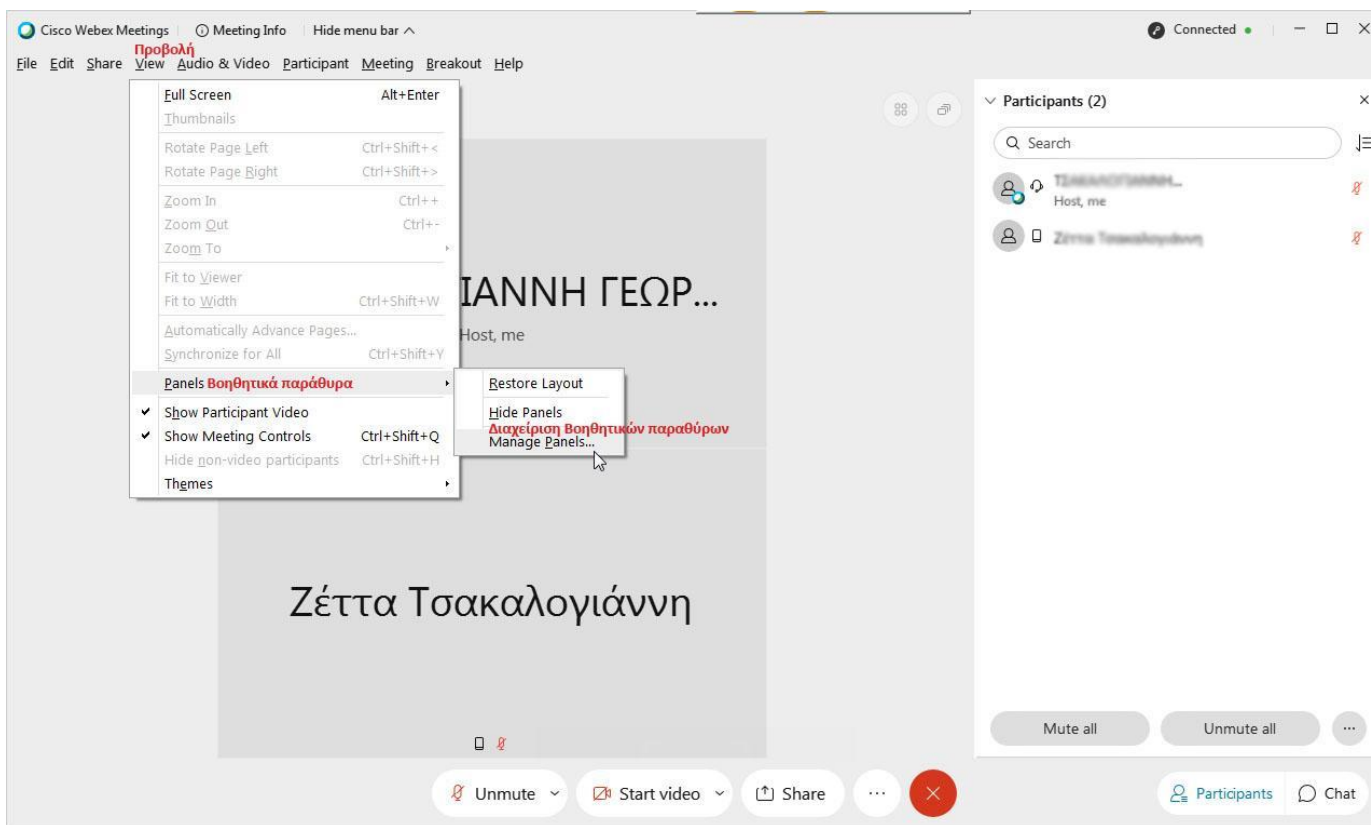 Cisco Webex Meetings Meeting Info Hide menu bar Connected
Προβολή
File Edit Share View Audio & Video Participant Meeting Breakout Help
Full Screen Alt+Enter
Thumbnails
Rotate Page Left Ctrl+Shift+<
Rotate Page Right Ctrl+Shift+>
Zoom In Ctrl++
Zoom Out Ctrl+-
Zoom To
Fit to Viewer
Fit to Width Ctrl+Shift+W
Automatically Advance Pages...
Synchronize for All Ctrl+Shift+Y
Panels Βοηθητικά παράθυρα
Show Participant Video
Show Meeting Controls Ctrl+Shift+Q
Hide non-video participants Ctrl+Shift+H
Themes
Restore Layout
Hide Panels
Διαχείριση Βοηθητικών παραθύρων
Manage Panels...
ΙΑΝΝΗ ΓΕΩΡ...
Host, me
Ζέττα Τσακαλογιάννη
Participants (2)
Search
Host, me
Mute all Unmute all ...
Unmute Start video Share ...
Participants Chat